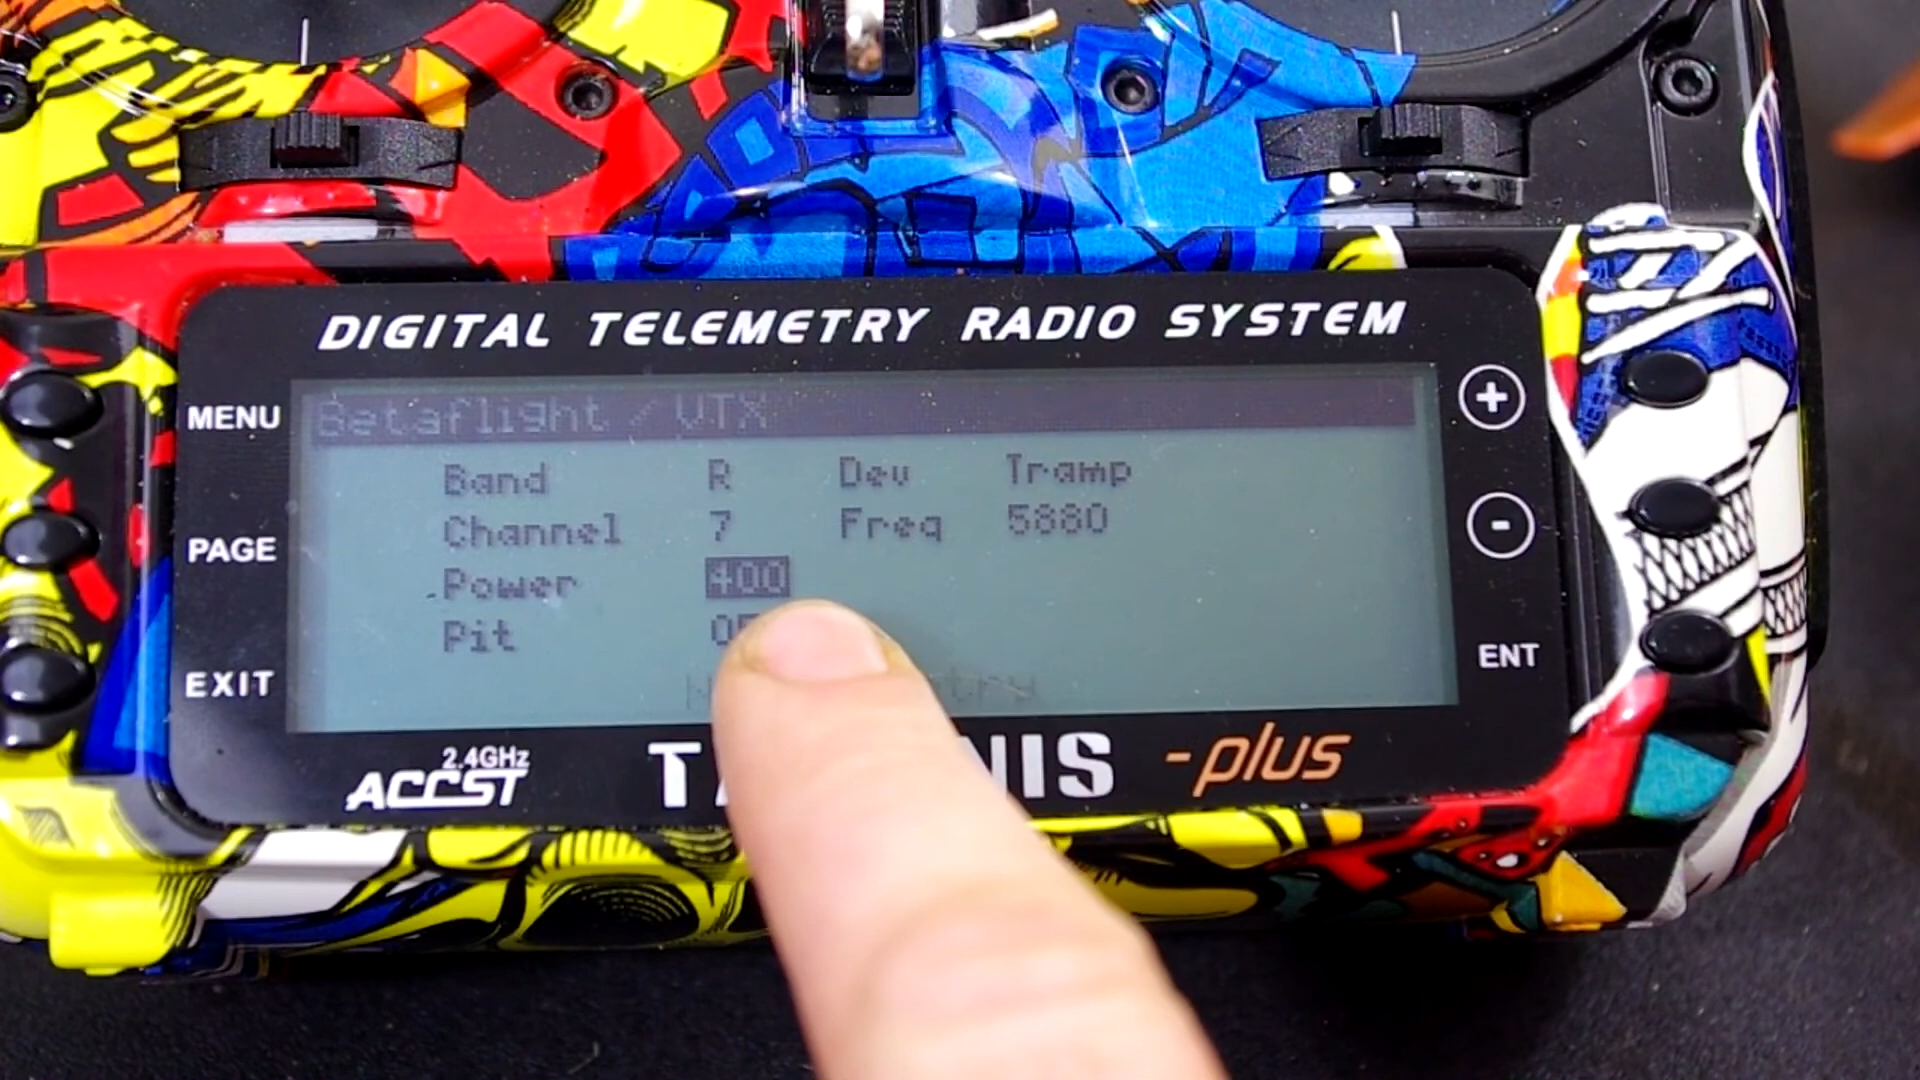 DIGITAL TELEMETRY RADIO SYSTEM
MENU
PAGE
EXIT
Betaflight / VTX
Band R Dev Tramp
Channel 7 Freq 5880
Power 400
Pit
+
-
ENT
2.4GHz
ACCST
-plus